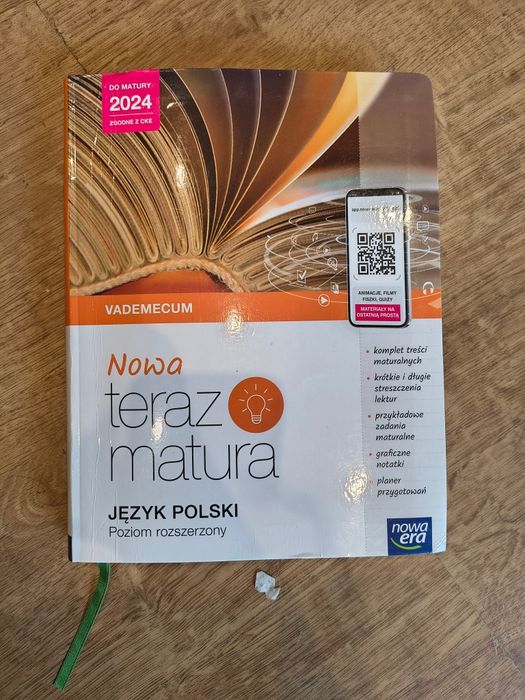 DO MATURY
2024
ZGODNE Z CKE
ANIMACJE, FILMY
FISZKI, QUIZY
MATERIAŁY NA
OSTATNIĄ PROSTĄ
VADEMECUM
Nowa
teraz
matura
JĘZYK POLSKI
Poziom rozszerzony
• komplet treści
maturalnych
• krótkie i długie
streszczenia
lektur
• przykładowe
zadania
maturalne
• graficzne
notatki
• planer
przygotowań
nowa
era